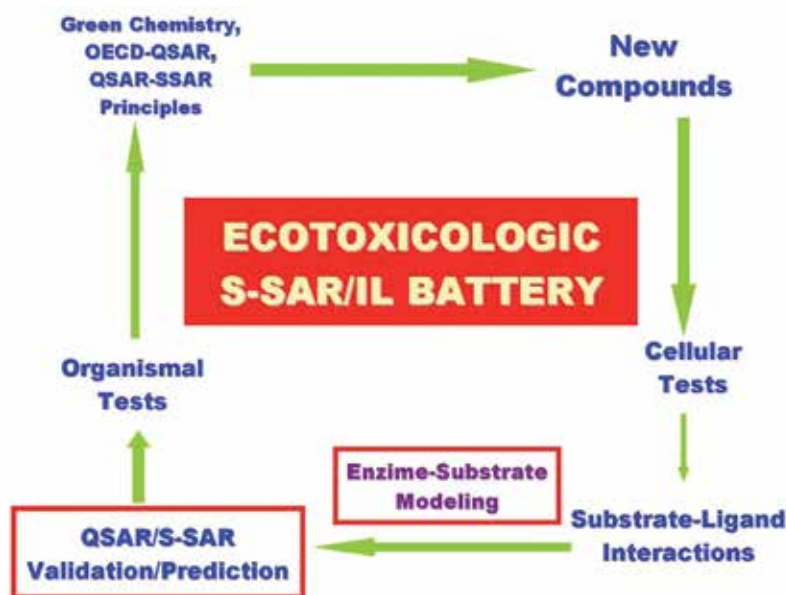 Green Chemistry,
OECD-QSAR,
QSAR-SSAR
Principles
New
Compounds
ECOTOXICOLOGIC
S-SAR/IL BATTERY
Cellular
Tests
Organismal
Tests
Enzime-Substrate
Modeling
Substrate-Ligand
Interactions
QSAR/S-SAR
Validation/Prediction